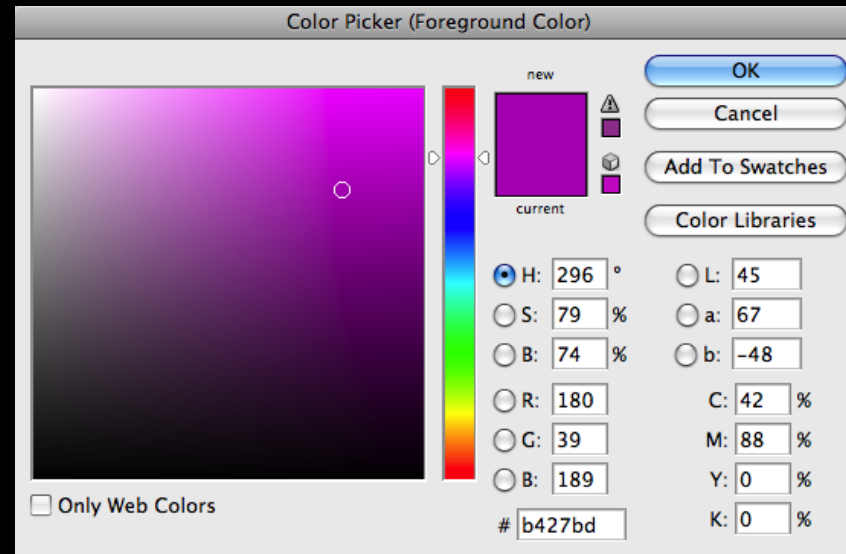 Color Picker (Foreground Color)
new
current
OK
Cancel
Add To Swatches
Color Libraries
H: 296 °
S: 79 %
B: 74 %
R: 180
G: 39
B: 189
# b427bd
L: 45
a: 67
b: -48
C: 42 %
M: 88 %
Y: 0 %
K: 0 %
Only Web Colors